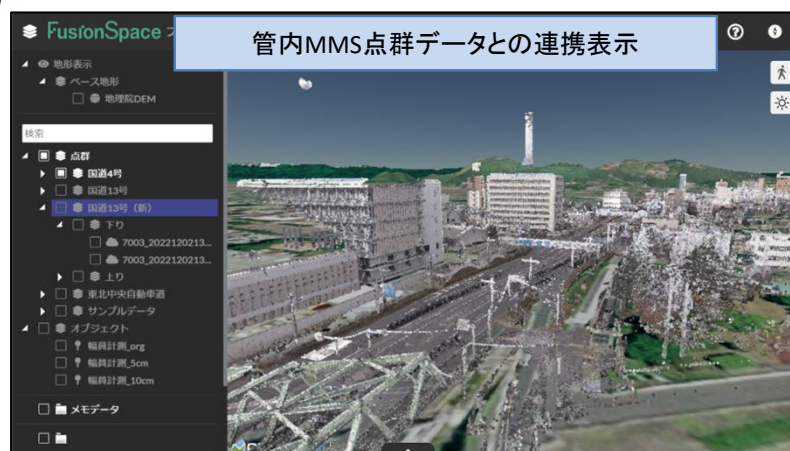 FusionSpace
管内MMS点群データとの連携表示
地形表示
ベース地形
地理院DEM
検索
点群
国道4号
国道13号
国道13号（新）
下り
7003_2022120213...
7003_2022120213...
上り
東北中央自動車道
サンプルデータ
オブジェクト
幅員計測_org
幅員計測_5cm
幅員計測_10cm
メモデータ